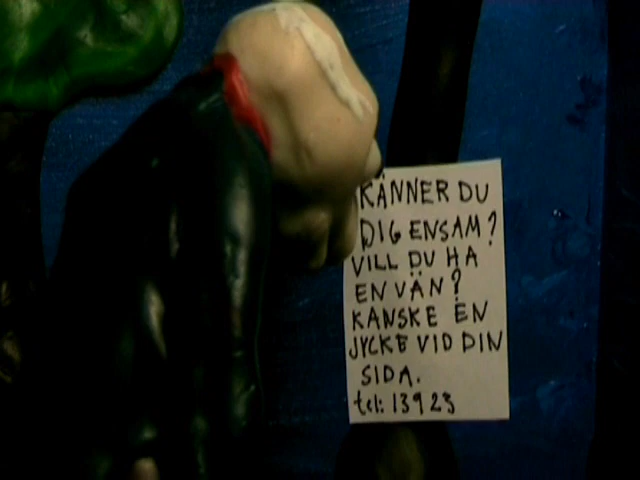 KÄNNER DU
DIG ENSAM?
VILL DU HA
EN VÄN?
KANSKE EN
JYCKE VID DIN
SIDA.
tel: 13923